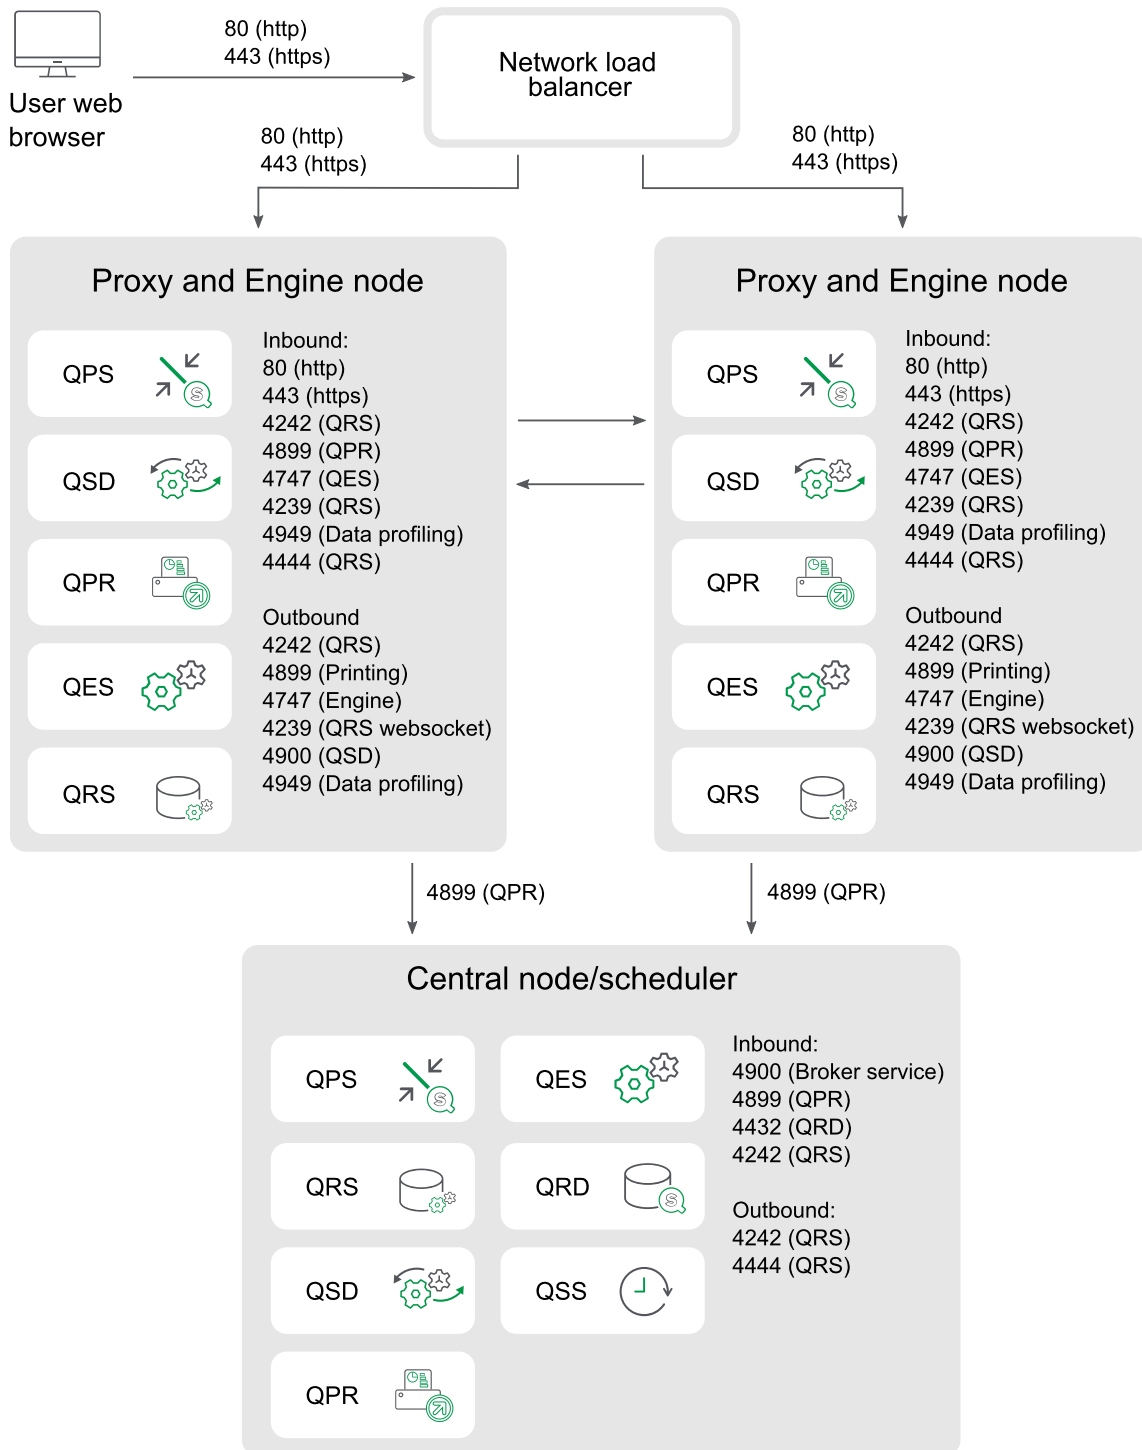 80 (http)
443 (https)
User web
browser
Network load
balancer
80 (http)
443 (https)
80 (http)
443 (https)
Proxy and Engine node
QPS
QSD
QPR
QES
QRS
Inbound:
80 (http)
443 (https)
4242 (QRS)
4899 (QPR)
4747 (QES)
4239 (QRS)
4949 (Data profiling)
4444 (QRS)
Outbound
4242 (QRS)
4899 (Printing)
4747 (Engine)
4239 (QRS websocket)
4900 (QSD)
4949 (Data profiling)
Proxy and Engine node
QPS
QSD
QPR
QES
QRS
Inbound:
80 (http)
443 (https)
4242 (QRS)
4899 (QPR)
4747 (QES)
4239 (QRS)
4949 (Data profiling)
4444 (QRS)
Outbound
4242 (QRS)
4899 (Printing)
4747 (Engine)
4239 (QRS websocket)
4900 (QSD)
4949 (Data profiling)
4899 (QPR)
4899 (QPR)
Central node/scheduler
QPS
QRS
QSD
QPR
QES
QRD
QSS
Inbound:
4900 (Broker service)
4899 (QPR)
4432 (QRD)
4242 (QRS)
Outbound:
4242 (QRS)
4444 (QRS)